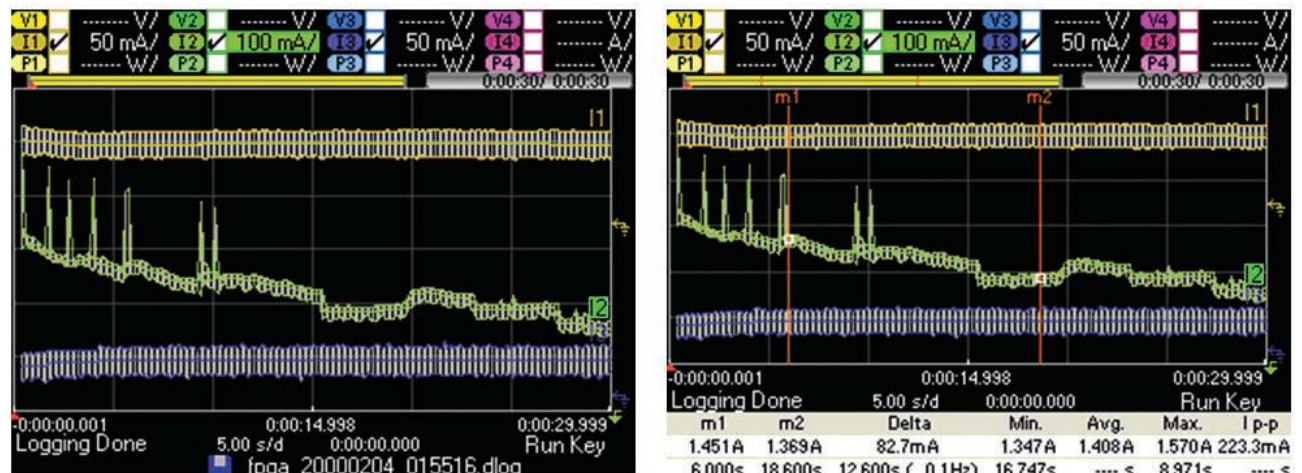 V1 ------ V/ V2 ------ V/ V3 ------ V/ V4 ------ V/
I1 50 mA/ I2 100 mA/ I3 50 mA/ I4 ------ A/
P1 ------ W/ P2 ------ W/ P3 ------ W/ P4 ------ W/
0:00:30/ 0:00:30
I1
I2
-0:00:00.001 0:00:14.998 0:00:29.999
Logging Done 5.00 s/d 0:00:00.000 Run Key
fpga_20000204_015516.dlog
V1 ------ V/ V2 ------ V/ V3 ------ V/ V4 ------ V/
I1 50 mA/ I2 100 mA/ I3 50 mA/ I4 ------ A/
P1 ------ W/ P2 ------ W/ P3 ------ W/ P4 ------ W/
0:00:30/ 0:00:30
m1 m2
I1
I2
-0:00:00.001 0:00:14.998 0:00:29.999
Logging Done 5.00 s/d 0:00:00.000 Run Key
m1 m2 Delta Min. Avg. Max. I p-p
1.451 A 1.369 A 82.7mA 1.347 A 1.408 A 1.570 A 223.3mA
6.000s 18.600s 12.600s ( 0.1Hz) 16.747s ---- s 8.971s ---- s